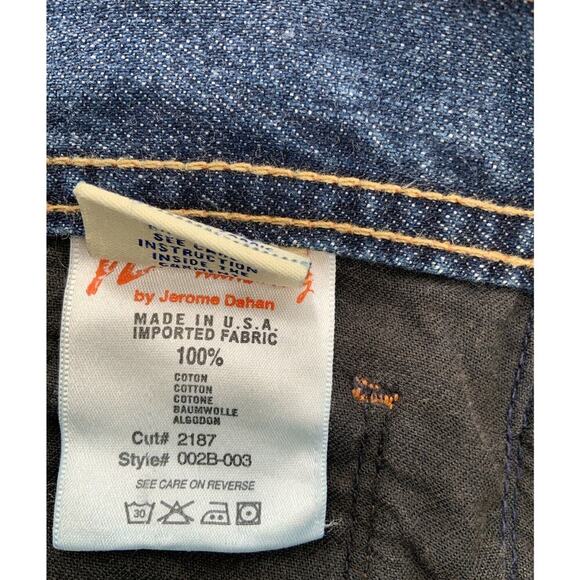 SEE
INSTRUCTION
INSIDE THE
by Jerome Dahan
MADE IN U.S.A.
IMPORTED FABRIC
100%
COTON
COTTON
COTONE
BAUMWOLLE
ALGODON
Cut# 2187
Style# 002B-003
SEE CARE ON REVERSE
30